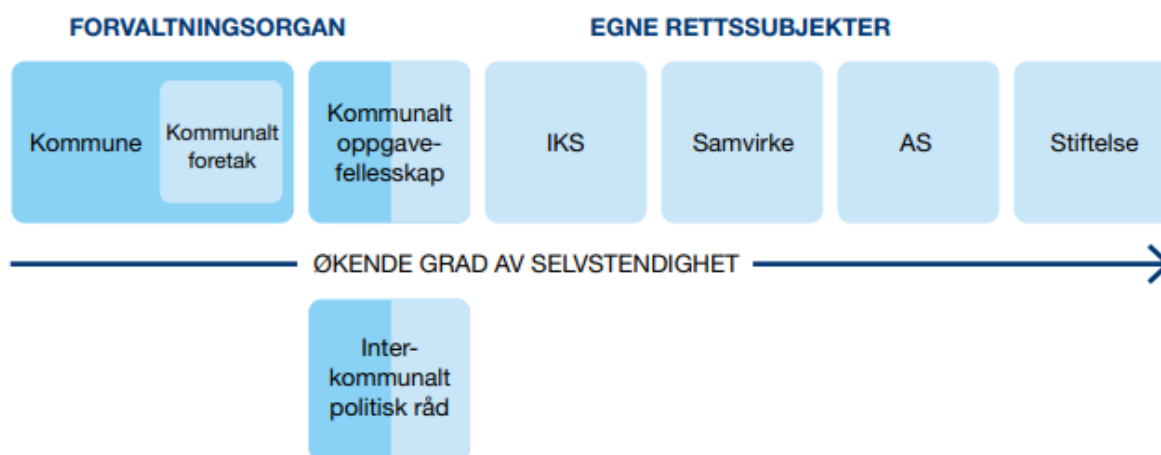 FORVALTNINGSORGAN
EGNE RETTSSUBJEKTER
Kommune
Kommunalt
foretak
Kommunalt
oppgave-
fellesskap
IKS
Samvirke
AS
Stiftelse
ØKENDE GRAD AV SELVSTENDIGHET
Inter-
kommunalt
politisk råd